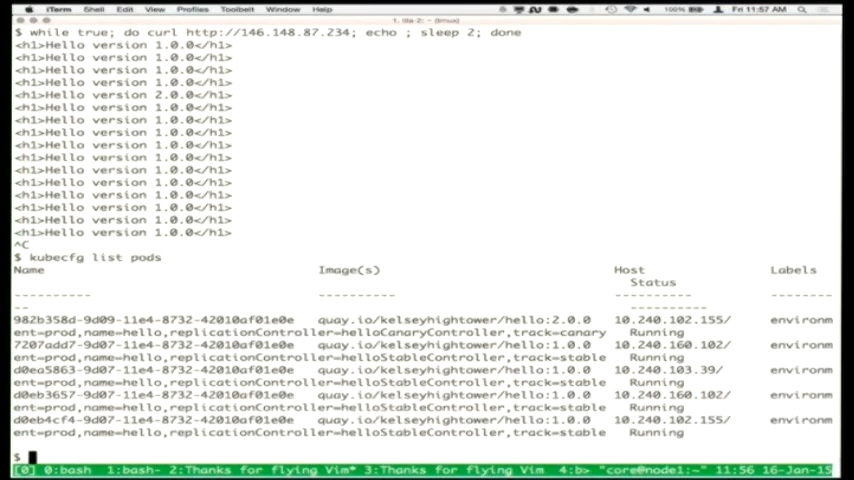 iTerm Shell Edit View Profiles Toolbelt Window Help 100% Fri 11:57 AM
1. (tmux)
$ while true; do curl http://146.148.87.234; echo ; sleep 2; done
<h1>Hello version 1.0.0</h1>
<h1>Hello version 1.0.0</h1>
<h1>Hello version 1.0.0</h1>
<h1>Hello version 1.0.0</h1>
<h1>Hello version 2.0.0</h1>
<h1>Hello version 1.0.0</h1>
<h1>Hello version 1.0.0</h1>
<h1>Hello version 1.0.0</h1>
<h1>Hello version 1.0.0</h1>
<h1>Hello version 1.0.0</h1>
<h1>Hello version 1.0.0</h1>
<h1>Hello version 1.0.0</h1>
<h1>Hello version 1.0.0</h1>
<h1>Hello version 1.0.0</h1>
<h1>Hello version 1.0.0</h1>
<h1>Hello version 1.0.0</h1>
^C
$ kubecfg list pods
Name Image(s) Host Labels
Status
---------- ---------- ---------- --------
-- ----------
982b358d-9d09-11e4-8732-42010af01e0e quay.io/kelseyhightower/hello:2.0.0 10.240.102.155/ environm
ent=prod,name=hello,replicationController=helloCanaryController,track=canary Running
7207add7-9d07-11e4-8732-42010af01e0e quay.io/kelseyhightower/hello:1.0.0 10.240.160.102/ environm
ent=prod,name=hello,replicationController=helloStableController,track=stable Running
d0ea5863-9d07-11e4-8732-42010af01e0e quay.io/kelseyhightower/hello:1.0.0 10.240.103.39/ environm
ent=prod,name=hello,replicationController=helloStableController,track=stable Running
d0eb3657-9d07-11e4-8732-42010af01e0e quay.io/kelseyhightower/hello:1.0.0 10.240.160.102/ environm
ent=prod,name=hello,replicationController=helloStableController,track=stable Running
d0eb4cf4-9d07-11e4-8732-42010af01e0e quay.io/kelseyhightower/hello:1.0.0 10.240.102.155/ environm
ent=prod,name=hello,replicationController=helloStableController,track=stable Running
$
[0] 0:bash 1:bash- 2:Thanks for flying Vim* 3:Thanks for flying Vim 4:b> "core@node1:~" 11:56 16-Jan-15